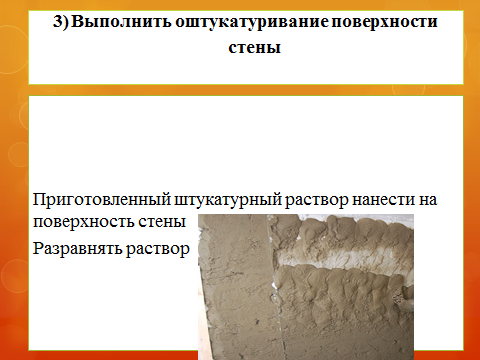 3) Выполнить оштукатуривание поверхности
стены
Приготовленный штукатурный раствор нанести на
поверхность стены
Разравнять раствор